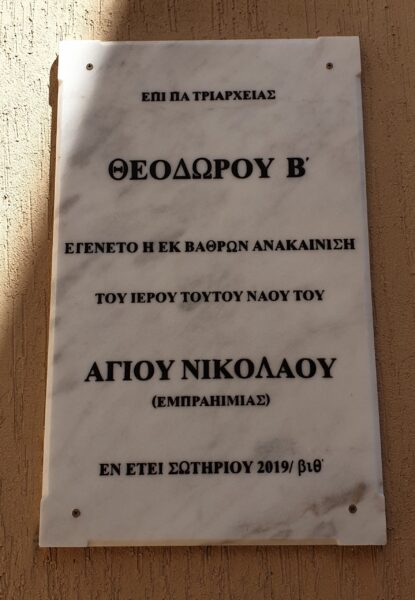 ΕΠΙ ΠΑ ΤΡΙΑΡΧΕΙΑΣ
ΘΕΟΔΩΡΟΥ Β΄
ΕΓΕΝΕΤΟ Η ΕΚ ΒΑΘΡΩΝ ΑΝΑΚΑΙΝΙΣΗ
ΤΟΥ ΙΕΡΟΥ ΤΟΥΤΟΥ ΝΑΟΥ ΤΟΥ
ΑΓΙΟΥ ΝΙΚΟΛΑΟΥ
(ΕΜΠΡΑΗΙΜΙΑΣ)
ΕΝ ΕΤΕΙ ΣΩΤΗΡΙΟΥ 2019/ βιθ΄